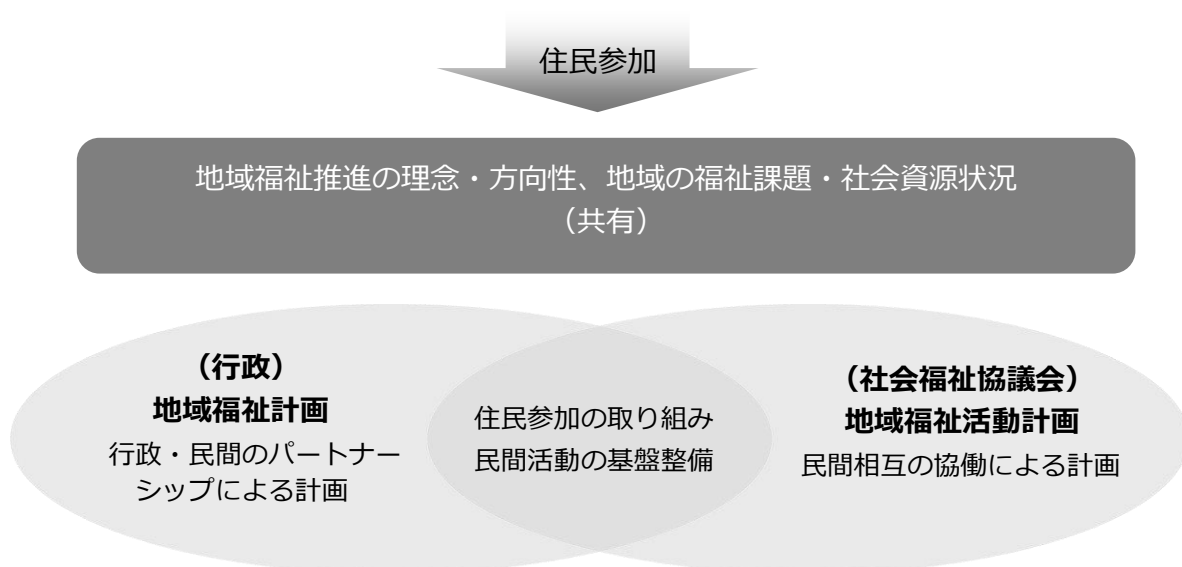 住民参加
地域福祉推進の理念・方向性、地域の福祉課題・社会資源状況
（共有）
（行政）
地域福祉計画
行政・民間のパートナー
シップによる計画
住民参加の取り組み
民間活動の基盤整備
（社会福祉協議会）
地域福祉活動計画
民間相互の協働による計画